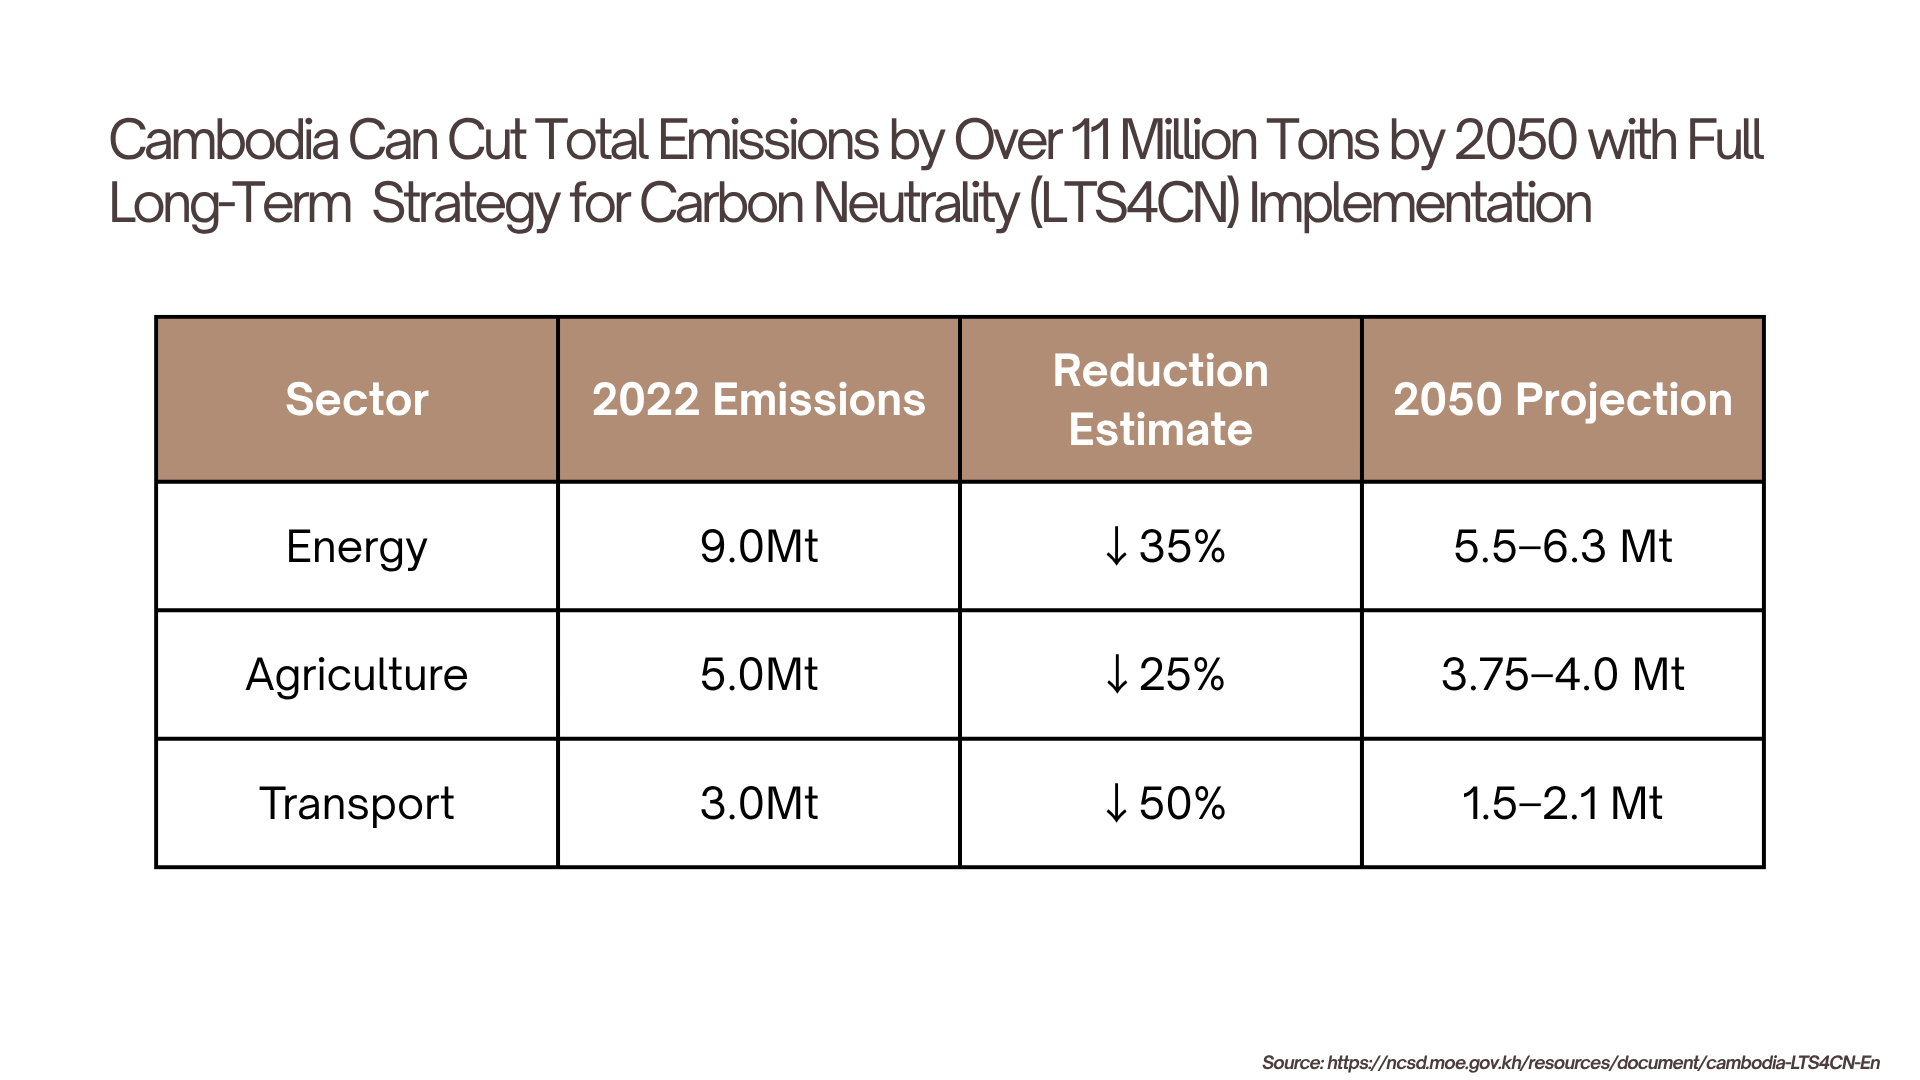 Cambodia Can Cut Total Emissions by Over 11 Million Tons by 2050 with Full
Long-Term  Strategy for Carbon Neutrality (LTS4CN) Implementation
Sector
2022 Emissions
Reduction
Estimate
2050 Projection
Energy
9.0Mt
↓ 35%
5.5–6.3 Mt
Agriculture
5.0Mt
↓ 25%
3.75–4.0 Mt
Transport
3.0Mt
↓ 50%
1.5–2.1 Mt
Source: https://ncsd.moe.gov.kh/resources/document/cambodia-LTS4CN-En